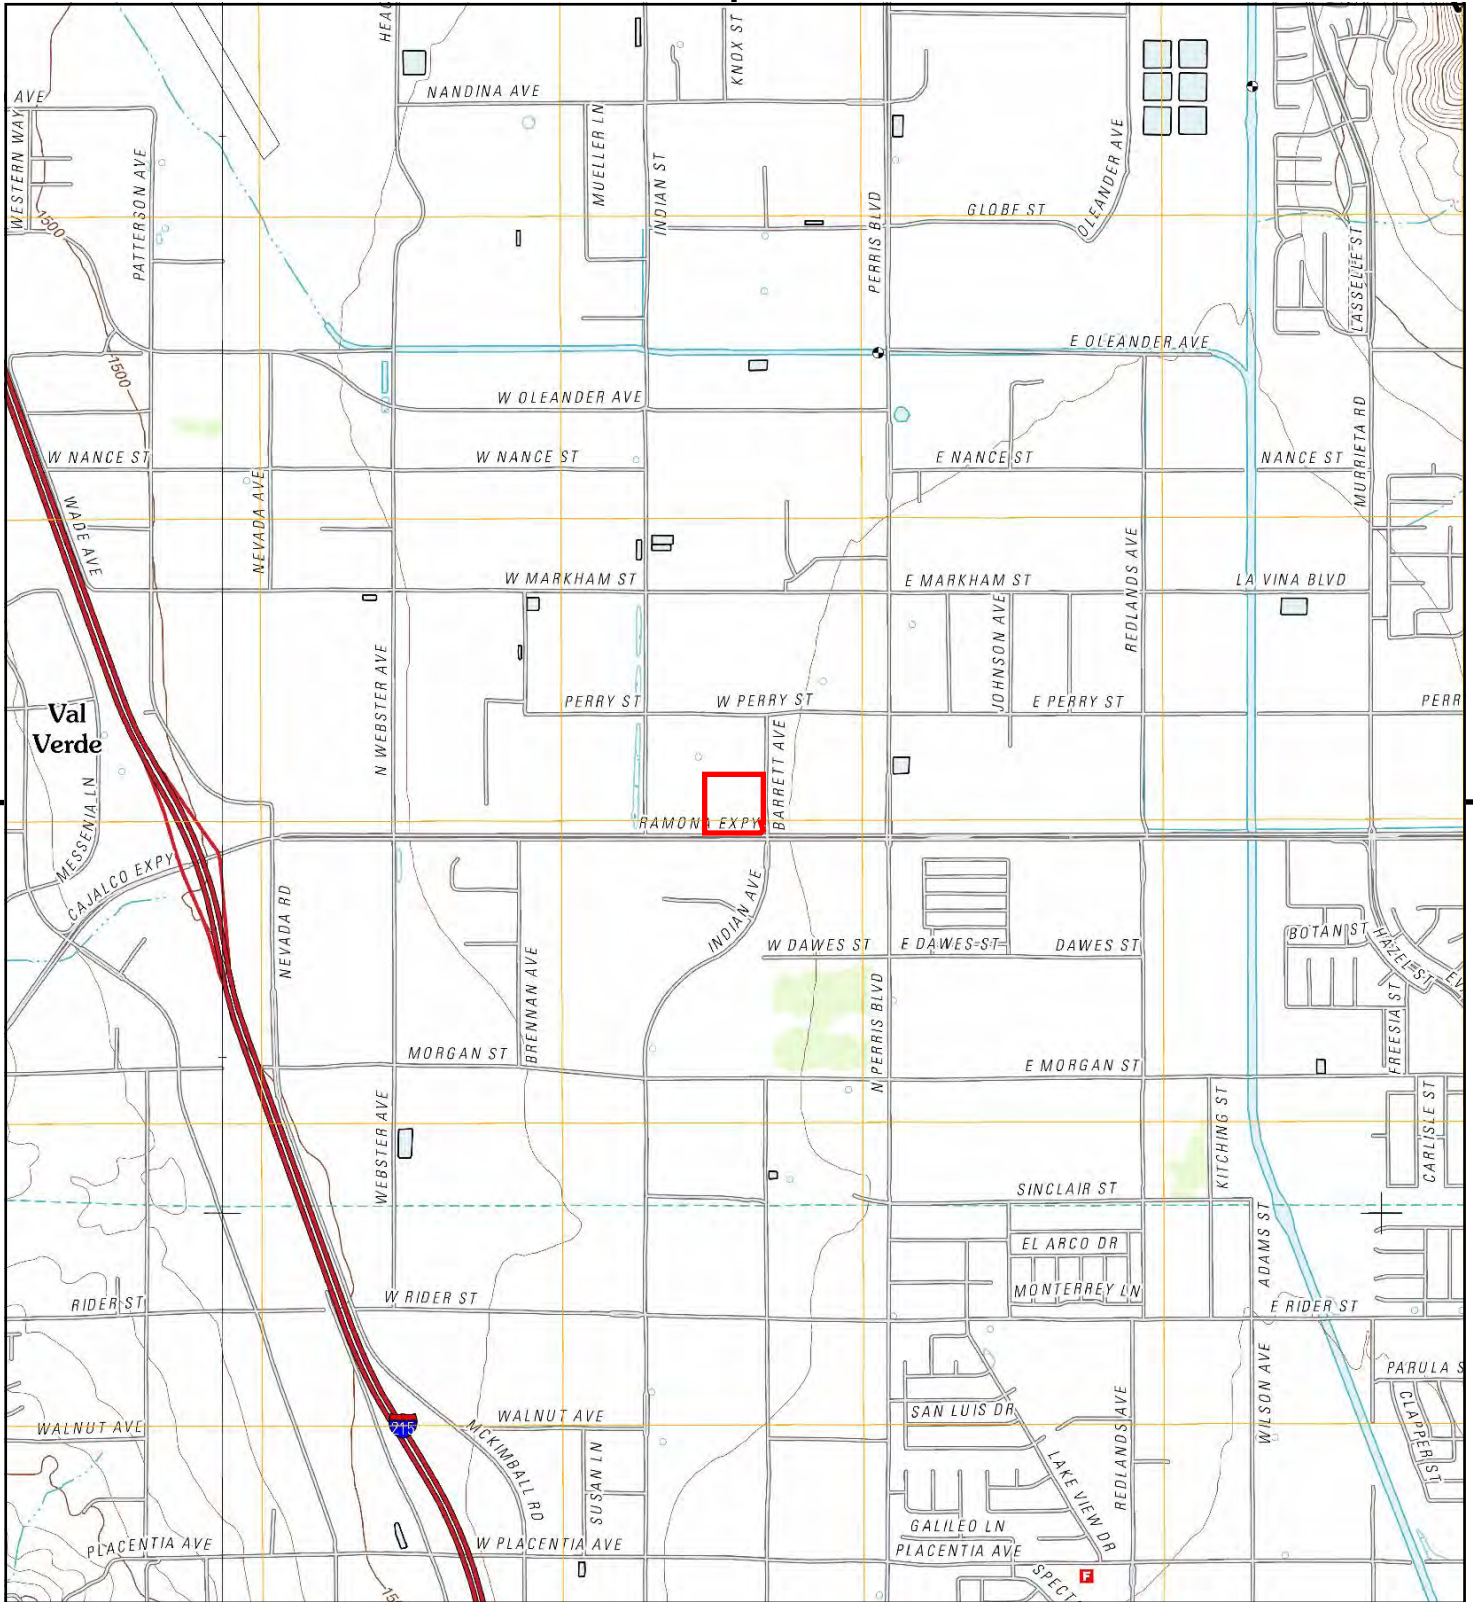 HEAC
KNOX ST
AVE
NANDINA AVE
WESTERN WAY
PATTERSON AVE
MUELLER LN
INDIAN ST
PERRIS BLVD
OLEANDER AVE
GLOBE ST
LASSELLE ST
1500
E OLEANDER AVE
1500
W OLEANDER AVE
W NANCE ST
W NANCE ST
E NANCE ST
NANCE ST
MURRIETA RD
WADE AVE
NEVADA AVE
W MARKHAM ST
E MARKHAM ST
REDLANDS AVE
LA VINA BLVD
JOHNSON AVE
N WEBSTER AVE
PERRY ST
W PERRY ST
E PERRY ST
PERR
Val
Verde
BARRETT AVE
MESSENIA LN
RAMONA EXPY
CAJALCO EXPY
NEVADA RD
INDIAN AVE
W DAWES ST
E DAWES ST
DAWES ST
BOTAN ST
HAZEL ST
EV
BRENNAN AVE
N PERRIS BLVD
FREESIA ST
MORGAN ST
E MORGAN ST
WEBSTER AVE
KITCHING ST
CARLISLE ST
SINCLAIR ST
ADAMS ST
EL ARCO DR
MONTERREY LN
RIDER ST
W RIDER ST
E RIDER ST
WILSON AVE
PARULA S
CLAPPER ST
215
WALNUT AVE
WALNUT AVE
SAN LUIS DR
REDLANDS AVE
MCKIMBALL RD
SUSAN LN
LAKE VIEW DR
GALILEO LN
PLACENTIA AVE
W PLACENTIA AVE
PLACENTIA AVE
SPECT
F
15